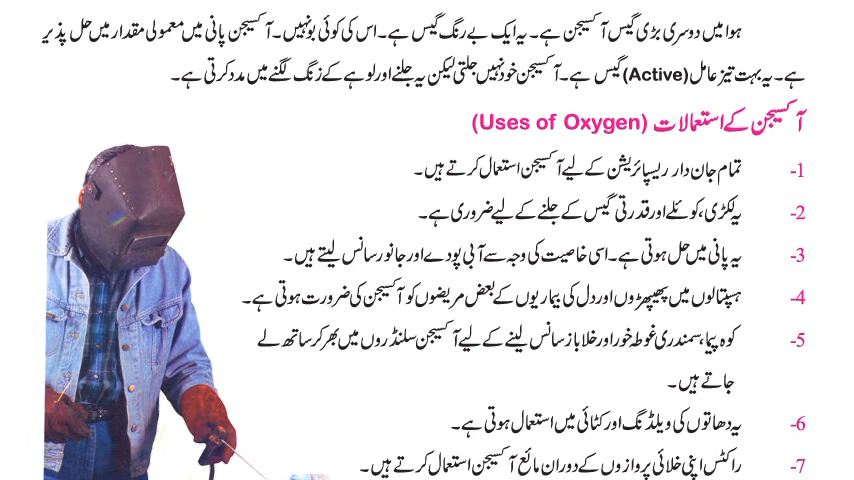 ہوا میں دوسری بڑی گیس آکسیجن ہے۔ یہ ایک بے رنگ گیس ہے۔ اس کی کوئی بو نہیں۔ آکسیجن پانی میں معمولی مقدار میں حل پذیر
ہے۔ یہ بہت تیز عامل (Active) گیس ہے۔ آکسیجن خود نہیں جلتی لیکن یہ جلنے اور لوہے کے زنگ لگنے میں مدد کرتی ہے۔
آکسیجن کے استعمالات (Uses of Oxygen)
1- تمام جان دار ریسپائریشن کے لیے آکسیجن استعمال کرتے ہیں۔
2- یہ لکڑی، کوئلے اور قدرتی گیس کے جلنے کے لیے ضروری ہے۔
3- یہ پانی میں حل ہوتی ہے۔ اسی خاصیت کی وجہ سے آبی پودے اور جانور سانس لیتے ہیں۔
4- ہسپتالوں میں پھیپھڑوں اور دل کی بیماریوں کے بعض مریضوں کو آکسیجن کی ضرورت ہوتی ہے۔
5- کوہ پیما، سمندری غوطہ خور اور خلا باز سانس لینے کے لیے آکسیجن سلنڈروں میں بھر کر ساتھ لے
جاتے ہیں۔
6- یہ دھاتوں کی ویلڈنگ اور کٹائی میں استعمال ہوتی ہے۔
7- راکٹس اپنی خلائی پروازوں کے دوران مائع آکسیجن استعمال کرتے ہیں۔